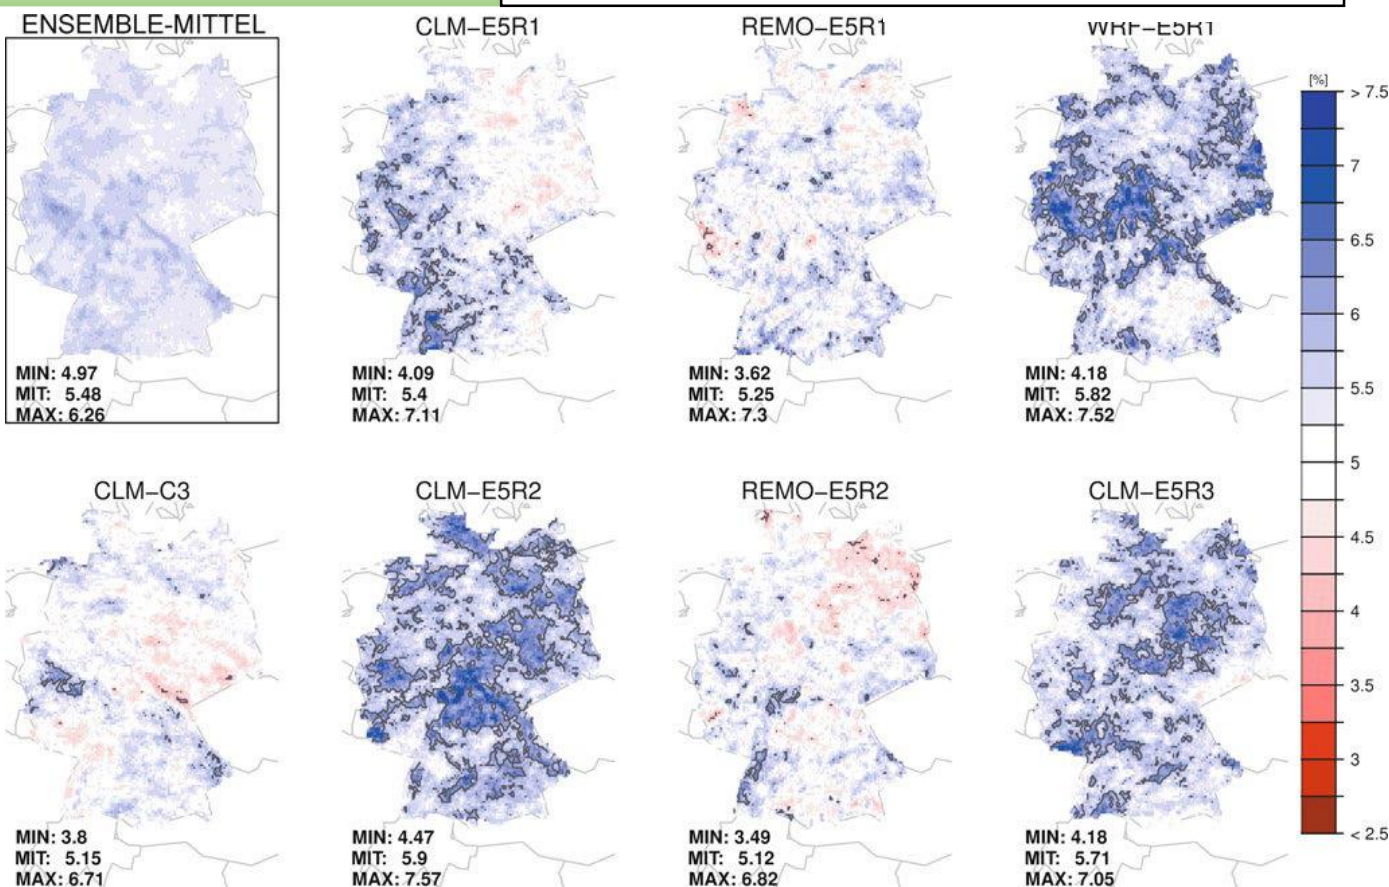 ENSEMBLE-MITTEL
CLM-E5R1
REMO-E5R1
WRF-E5R1
MIN: 4.97
MIT: 5.48
MAX: 6.26
MIN: 4.09
MIT: 5.4
MAX: 7.11
MIN: 3.62
MIT: 5.25
MAX: 7.3
MIN: 4.18
MIT: 5.82
MAX: 7.52
CLM-C3
CLM-E5R2
REMO-E5R2
CLM-E5R3
MIN: 3.8
MIT: 5.15
MAX: 6.71
MIN: 4.47
MIT: 5.9
MAX: 7.57
MIN: 3.49
MIT: 5.12
MAX: 6.82
MIN: 4.18
MIT: 5.71
MAX: 7.05
[%]
> 7.5
7
6.5
6
5.5
5
4.5
4
3.5
3
< 2.5